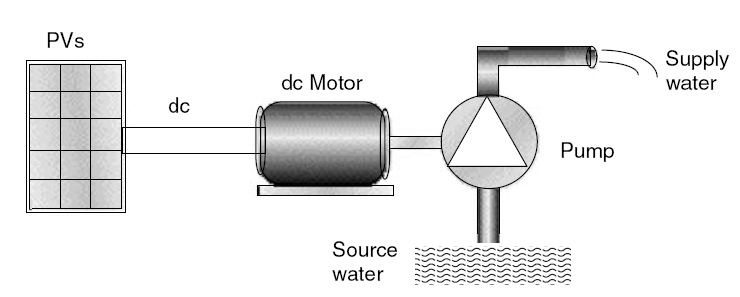 PVs
dc
dc Motor
Supply
water
Pump
Source
water